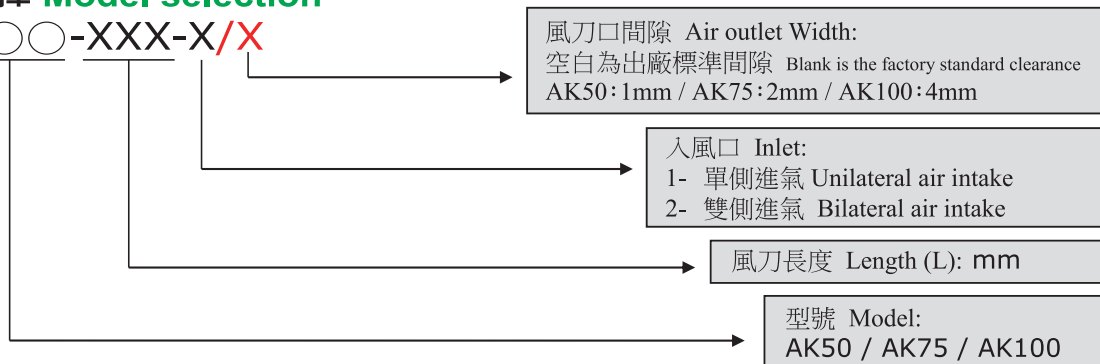 Model selection
○○-XXX-X/X
風刀口間隙 Air outlet Width:
空白為出廠標準間隙 Blank is the factory standard clearance
AK50:1mm / AK75:2mm / AK100:4mm
入風口 Inlet:
1- 單側進氣 Unilateral air intake
2- 雙側進氣 Bilateral air intake
風刀長度 Length (L): mm
型號 Model:
AK50 / AK75 / AK100